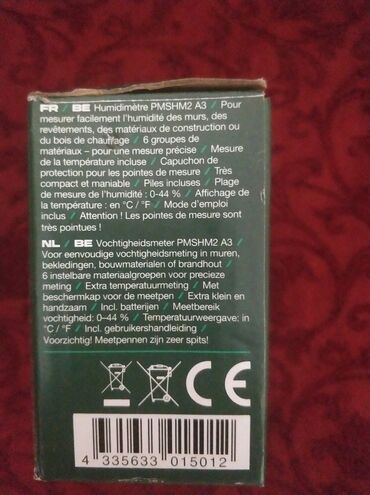 FR / BE Humidimètre PMSHM2 A3 / Pour
mesurer facilement l'humidité des murs, des
revêtements, des matériaux de construction ou
du bois de chauffage / 6 groupes de
matériaux – pour une mesure précise / Mesure
de la température incluse / Capuchon de
protection pour les pointes de mesure / Très
compact et maniable / Piles incluses / Plage
de mesure de l'humidité : 0-44 % / Affichage de
la température : en °C / °F / Mode d'emploi
inclus / Attention ! Les pointes de mesure sont
très pointues !
NL / BE Vochtigheidsmeter PMSHM2 A3 /
Voor eenvoudige vochtigheidsmeting in muren,
bekledingen, bouwmaterialen of brandhout /
6 instelbare materiaalgroepen voor precieze
meting / Extra temperatuurmeting / Met
beschermkap voor de meetpen / Extra klein en
handzaam / Incl. batterijen / Meetbereik
vochtigheid: 0–44 % / Temperatuurweergave: in
°C / °F / Incl. gebruikershandleiding /
Voorzichtig! Meetpennen zijn zeer spits!
CE
4 335633 015012